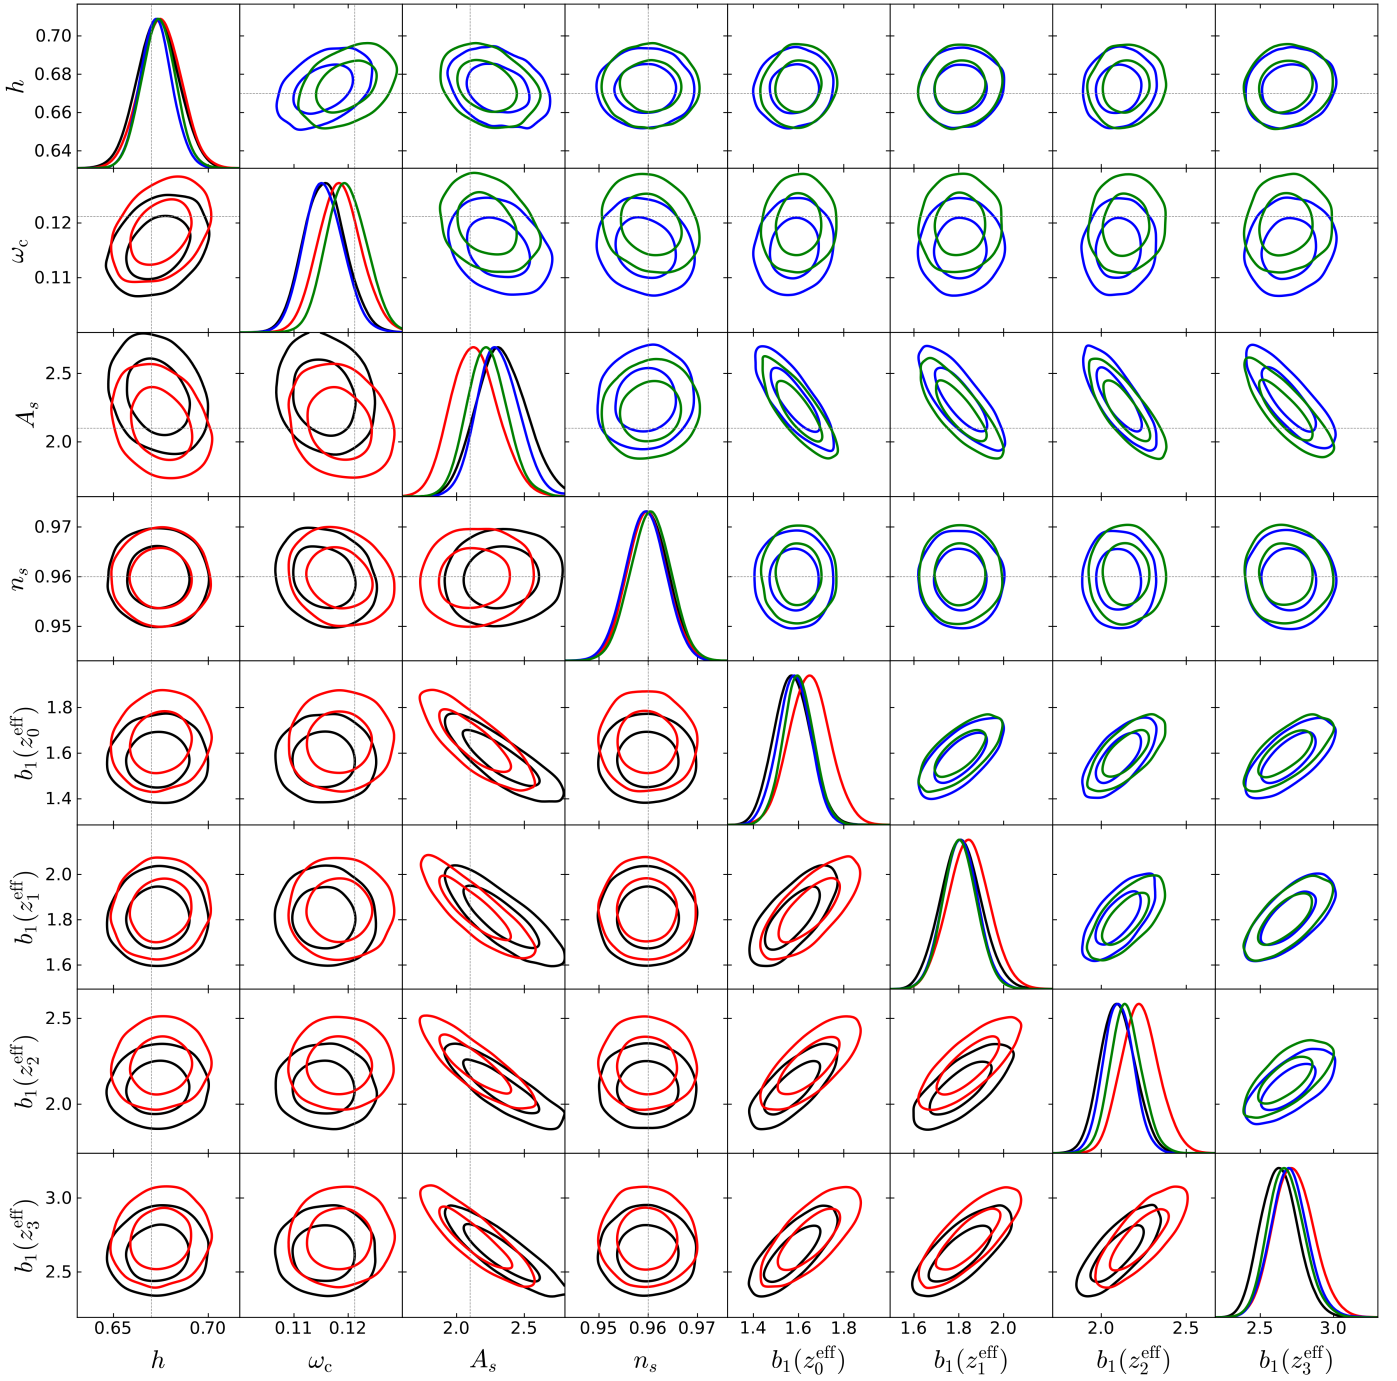 0.70
0.68
0.66
0.64
h
0.12
0.11
ω_c
2.5
2.0
A_s
0.97
0.96
0.95
n_s
1.8
1.6
1.4
b_1(z_0^eff)
2.0
1.8
1.6
b_1(z_1^eff)
2.5
2.0
b_1(z_2^eff)
3.0
2.5
b_1(z_3^eff)
0.65 0.70 0.11 0.12 2.0 2.5 0.95 0.96 0.97 1.4 1.6 1.8 1.6 1.8 2.0 2.0 2.5 2.5 3.0
h ω_c A_s n_s b_1(z_0^eff) b_1(z_1^eff) b_1(z_2^eff) b_1(z_3^eff)